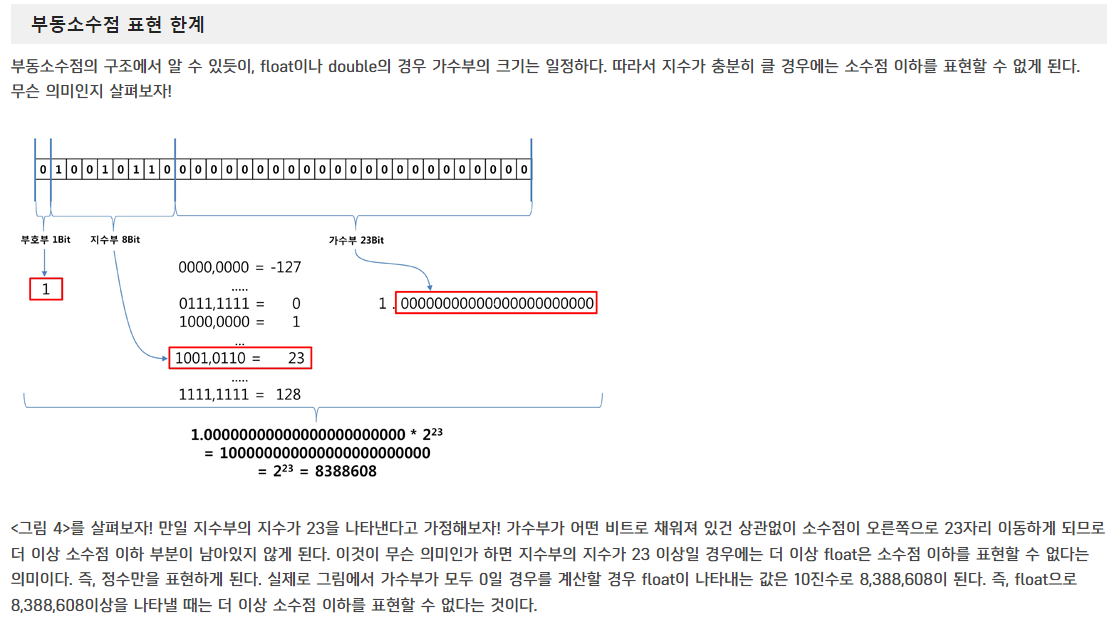 부동소수점 표현 한계
부동소수점의 구조에서 알 수 있듯이, float이나 double의 경우 가수부의 크기는 일정하다. 따라서 지수가 충분히 클 경우에는 소수점 이하를 표현할 수 없게 된다.
무슨 의미인지 살펴보자!
0 1 0 0 1 0 1 1 0 0 0 0 0 0 0 0 0 0 0 0 0 0 0 0 0 0 0 0 0 0 0 0
부호부 1Bit 지수부 8Bit 가수부 23Bit
0000,0000 = -127
.....
1
0111,1111 = 0
1 . 00000000000000000000000
1000,0000 = 1
...
1001,0110 = 23
.....
1111,1111 = 128
1.00000000000000000000000 * 2²³
= 100000000000000000000000
= 2²³ = 8388608
<그림 4>를 살펴보자! 만일 지수부의 지수가 23을 나타낸다고 가정해보자! 가수부가 어떤 비트로 채워져 있건 상관없이 소수점이 오른쪽으로 23자리 이동하게 되므로
더 이상 소수점 이하 부분이 남아있지 않게 된다. 이것이 무슨 의미인가 하면 지수부의 지수가 23 이상일 경우에는 더 이상 float은 소수점 이하를 표현할 수 없다는
의미이다. 즉, 정수만을 표현하게 된다. 실제로 그림에서 가수부가 모두 0일 경우를 계산할 경우 float이 나타내는 값은 10진수로 8,388,608이 된다. 즉, float으로
8,388,608이상을 나타낼 때는 더 이상 소수점 이하를 표현할 수 없다는 것이다.